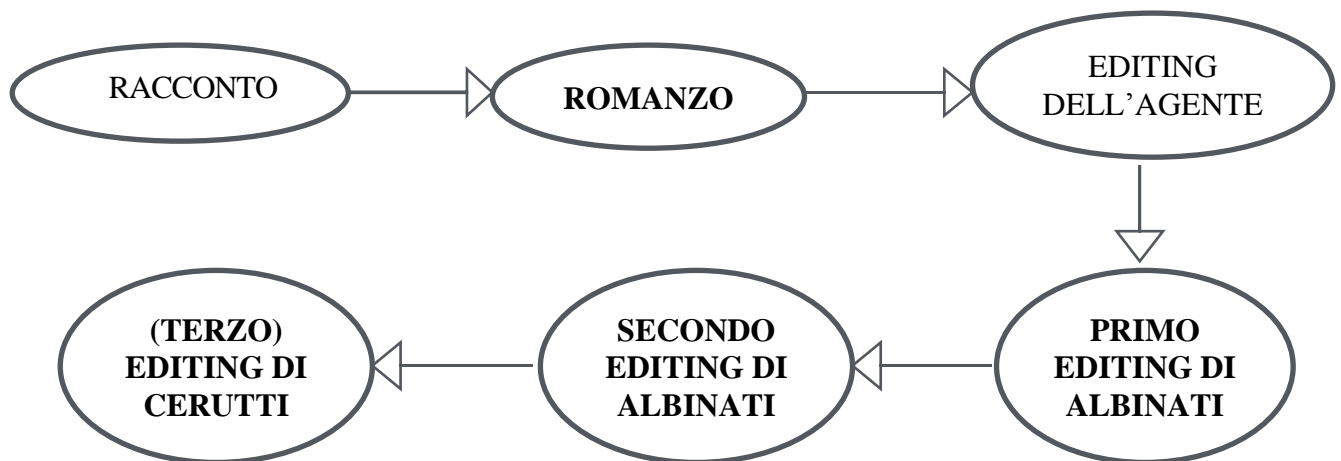 RACCONTO
ROMANZO
EDITING
DELL’AGENTE
PRIMO
EDITING DI
ALBINATI
SECONDO
EDITING DI
ALBINATI
(TERZO)
EDITING DI
CERUTTI